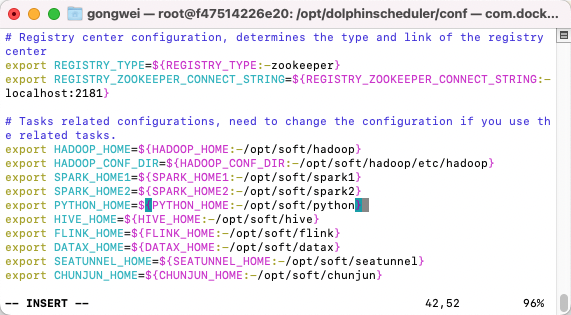 gongwei — root@f47514226e20: /opt/dolphinscheduler/conf — com.dock...
# Registry center configuration, determines the type and link of the registry
center
export REGISTRY_TYPE=${REGISTRY_TYPE:-zookeeper}
export REGISTRY_ZOOKEEPER_CONNECT_STRING=${REGISTRY_ZOOKEEPER_CONNECT_STRING:-
localhost:2181}
# Tasks related configurations, need to change the configuration if you use th
e related tasks.
export HADOOP_HOME=${HADOOP_HOME:-/opt/soft/hadoop}
export HADOOP_CONF_DIR=${HADOOP_CONF_DIR:-/opt/soft/hadoop/etc/hadoop}
export SPARK_HOME1=${SPARK_HOME1:-/opt/soft/spark1}
export SPARK_HOME2=${SPARK_HOME2:-/opt/soft/spark2}
export PYTHON_HOME=${PYTHON_HOME:-/opt/soft/python}
export HIVE_HOME=${HIVE_HOME:-/opt/soft/hive}
export FLINK_HOME=${FLINK_HOME:-/opt/soft/flink}
export DATAX_HOME=${DATAX_HOME:-/opt/soft/datax}
export SEATUNNEL_HOME=${SEATUNNEL_HOME:-/opt/soft/seatunnel}
export CHUNJUN_HOME=${CHUNJUN_HOME:-/opt/soft/chunjun}
-- INSERT -- 42,52 96%